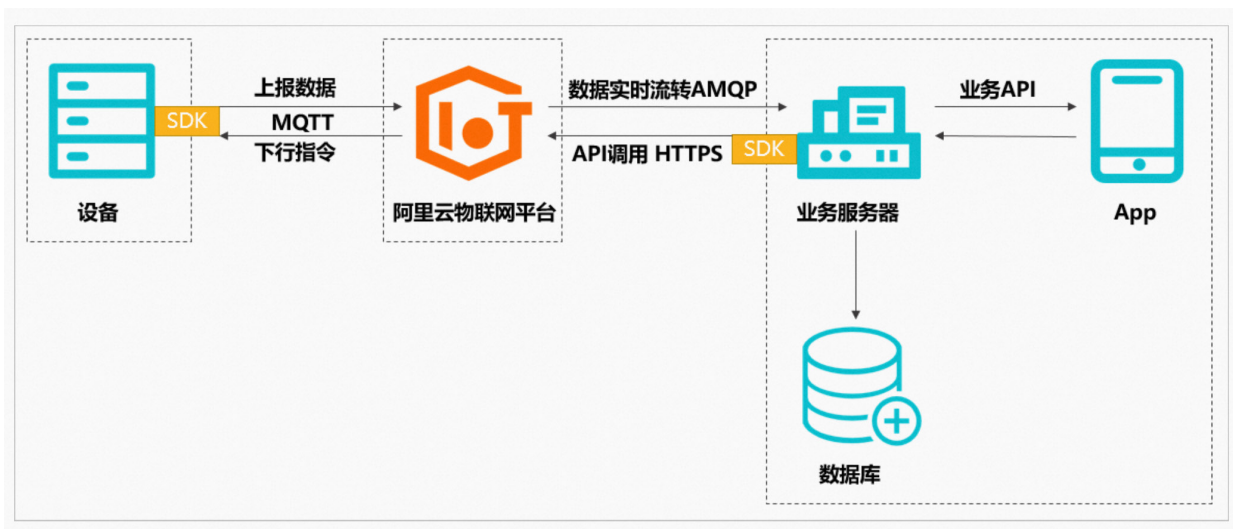 上报数据
SDK
MQTT
下行指令
设备
IOT
阿里云物联网平台
数据实时流转AMQP
API调用 HTTPS
SDK
业务服务器
业务API
App
数据库